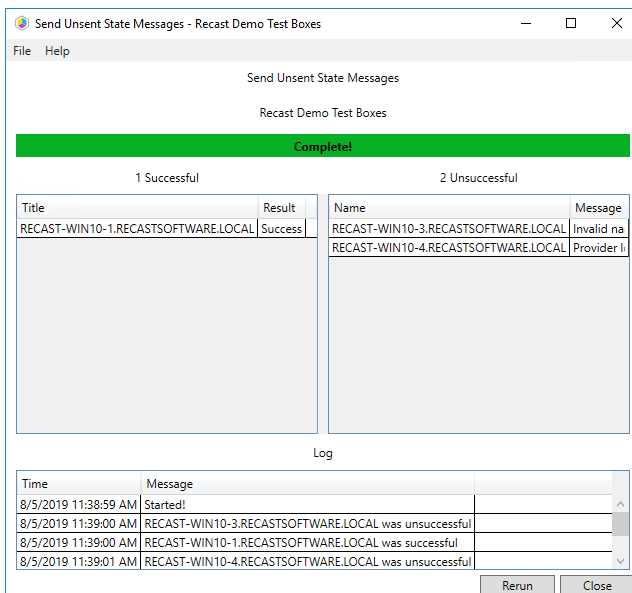 Send Unsent State Messages - Recast Demo Test Boxes
File Help
Send Unsent State Messages
Recast Demo Test Boxes
Complete!
1 Successful
2 Unsuccessful
Title Result
RECAST-WIN10-1.RECASTSOFTWARE.LOCAL Success
Name Message
RECAST-WIN10-3.RECASTSOFTWARE.LOCAL Invalid na
RECAST-WIN10-4.RECASTSOFTWARE.LOCAL Provider l
Log
Time Message
8/5/2019 11:38:59 AM Started!
8/5/2019 11:39:00 AM RECAST-WIN10-3.RECASTSOFTWARE.LOCAL was unsuccessful
8/5/2019 11:39:00 AM RECAST-WIN10-1.RECASTSOFTWARE.LOCAL was successful
8/5/2019 11:39:01 AM RECAST-WIN10-4.RECASTSOFTWARE.LOCAL was unsuccessful
Rerun Close